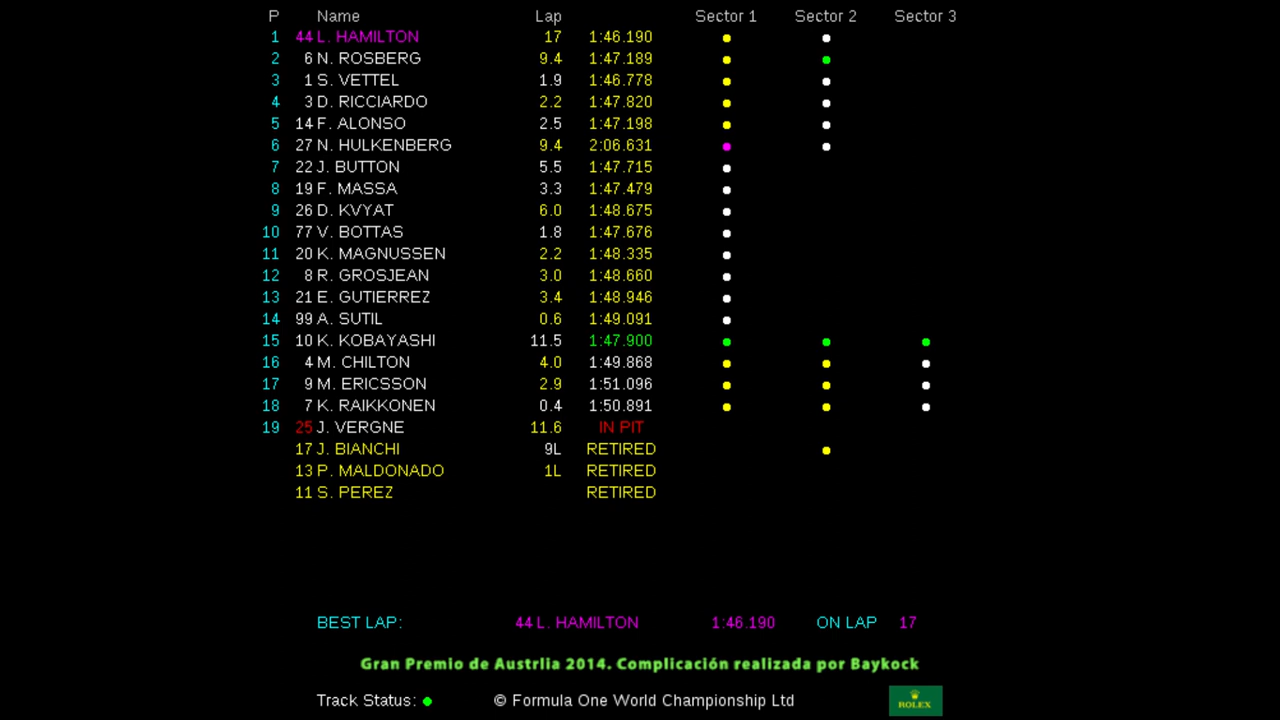 P Name Lap Sector 1 Sector 2 Sector 3
1 44 L. HAMILTON 17 1:46.190
2 6 N. ROSBERG 9.4 1:47.189
3 1 S. VETTEL 1.9 1:46.778
4 3 D. RICCIARDO 2.2 1:47.820
5 14 F. ALONSO 2.5 1:47.198
6 27 N. HULKENBERG 9.4 2:06.631
7 22 J. BUTTON 5.5 1:47.715
8 19 F. MASSA 3.3 1:47.479
9 26 D. KVYAT 6.0 1:48.675
10 77 V. BOTTAS 1.8 1:47.676
11 20 K. MAGNUSSEN 2.2 1:48.335
12 8 R. GROSJEAN 3.0 1:48.660
13 21 E. GUTIERREZ 3.4 1:48.946
14 99 A. SUTIL 0.6 1:49.091
15 10 K. KOBAYASHI 11.5 1:47.900
16 4 M. CHILTON 4.0 1:49.868
17 9 M. ERICSSON 2.9 1:51.096
18 7 K. RAIKKONEN 0.4 1:50.891
19 25 J. VERGNE 11.6 IN PIT
17 J. BIANCHI 9L RETIRED
13 P. MALDONADO 1L RETIRED
11 S. PEREZ RETIRED
BEST LAP: 44 L. HAMILTON 1:46.190 ON LAP 17
Gran Premio de Austrlia 2014. Complicación realizada por Baykock
Track Status: © Formula One World Championship Ltd ROLEX